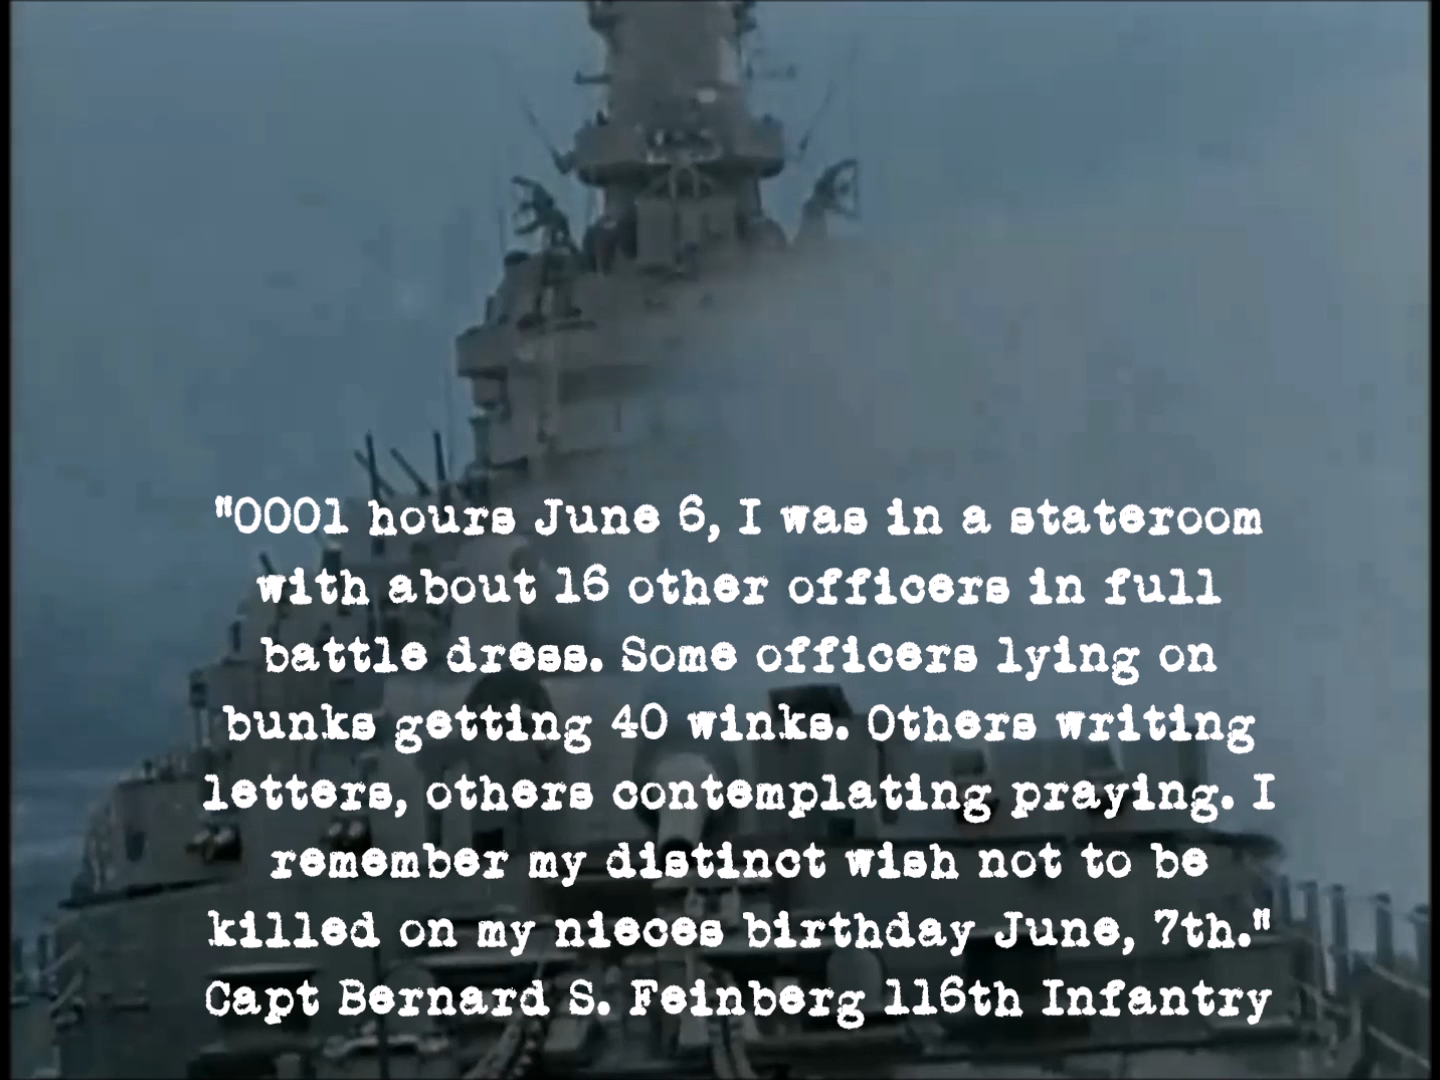 "0001 hours June 6, I was in a stateroom
with about 16 other officers in full
battle dress. Some officers lying on
bunks getting 40 winks. Others writing
letters, others contemplating praying. I
remember my distinct wish not to be
killed on my nieces birthday June, 7th."
Capt Bernard S. Feinberg 116th Infantry